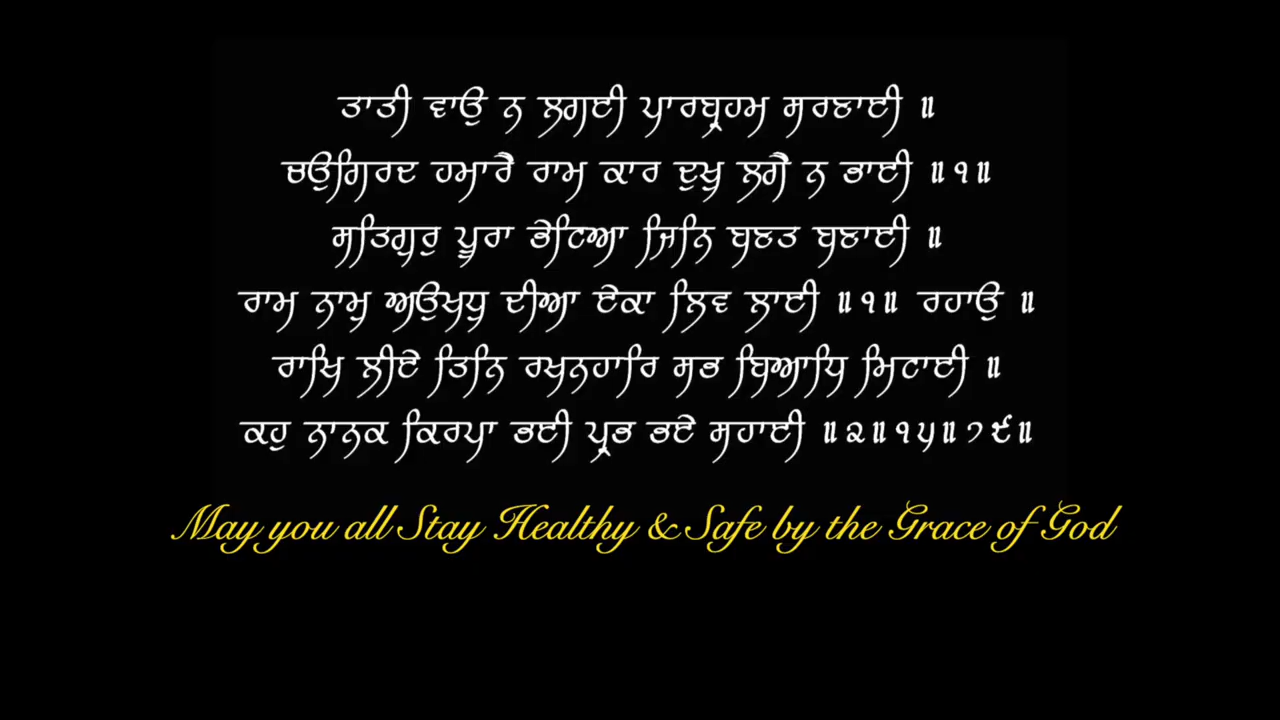 ਤਾਤੀ ਵਾਉ ਨ ਲਗਈ ਪਾਰਬ੍ਰਹਮ ਸਰਣਾਈ ॥
ਚਉਗਿਰਦ ਹਮਾਰੈ ਰਾਮ ਕਾਰ ਦੁਖੁ ਲਗੈ ਨ ਭਾਈ ॥੧॥
ਸਤਿਗੁਰੁ ਪੂਰਾ ਭੇਟਿਆ ਜਿਨਿ ਬਣਤ ਬਣਾਈ ॥
ਰਾਮ ਨਾਮੁ ਅਉਖਧੁ ਦੀਆ ਏਕਾ ਲਿਵ ਲਾਈ ॥੧॥ ਰਹਾਉ ॥
ਰਾਖਿ ਲੀਏ ਤਿਨਿ ਰਖਨਹਾਰਿ ਸਭ ਬਿਆਧਿ ਮਿਟਾਈ ॥
ਕਹੁ ਨਾਨਕ ਕਿਰਪਾ ਭਈ ਪ੍ਰਭ ਭਏ ਸਹਾਈ ॥੨॥੧੫॥੭੯॥
May you all Stay Healthy & Safe by the Grace of God